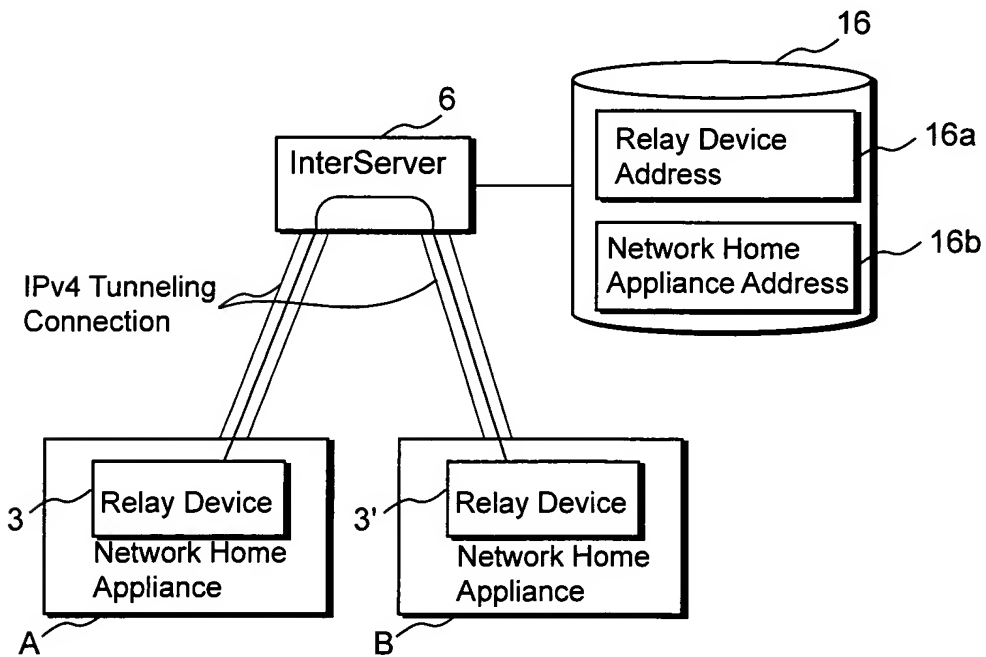 16
6
InterServer
Relay Device
Address
16a
Network Home
Appliance Address
16b
IPv4 Tunneling
Connection
3
Relay Device
Network Home
Appliance
A
3'
Relay Device
Network Home
Appliance
B